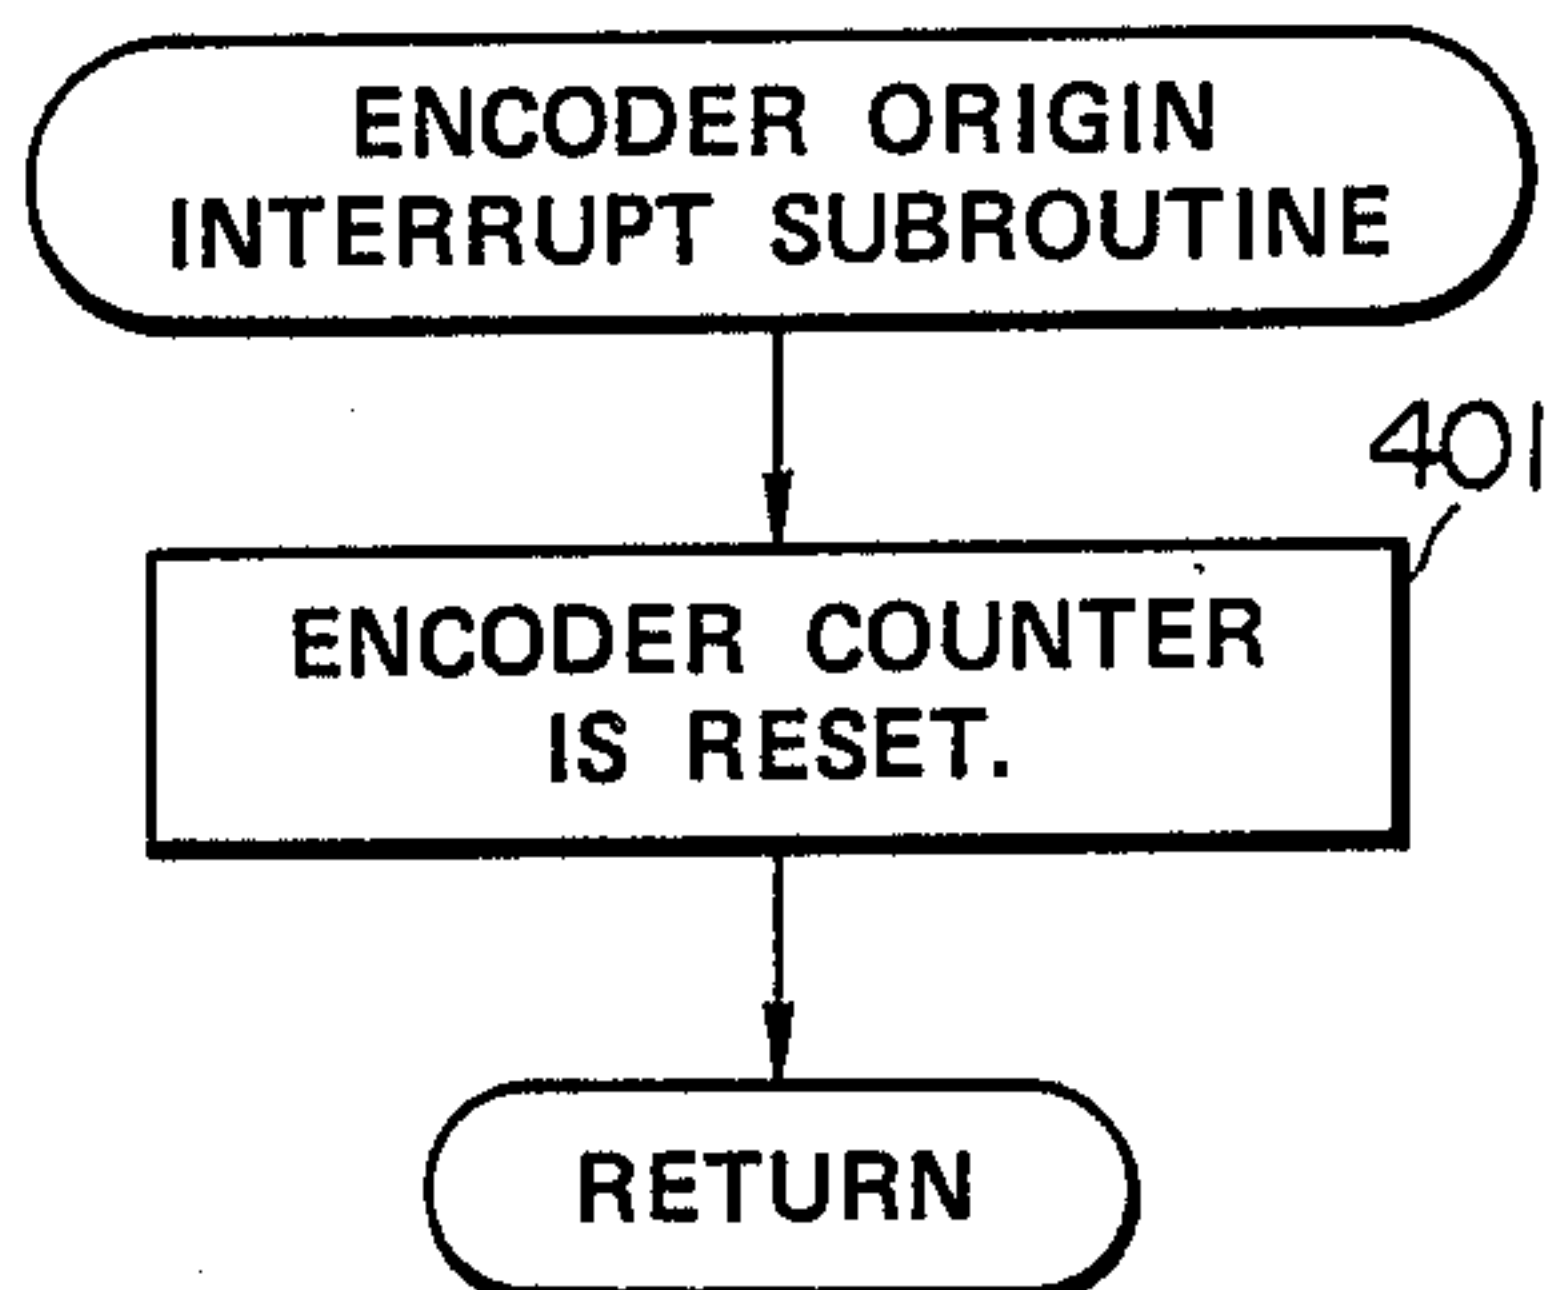 ENCODER ORIGIN
INTERRUPT SUBROUTINE
401
ENCODER COUNTER
IS RESET.
RETURN